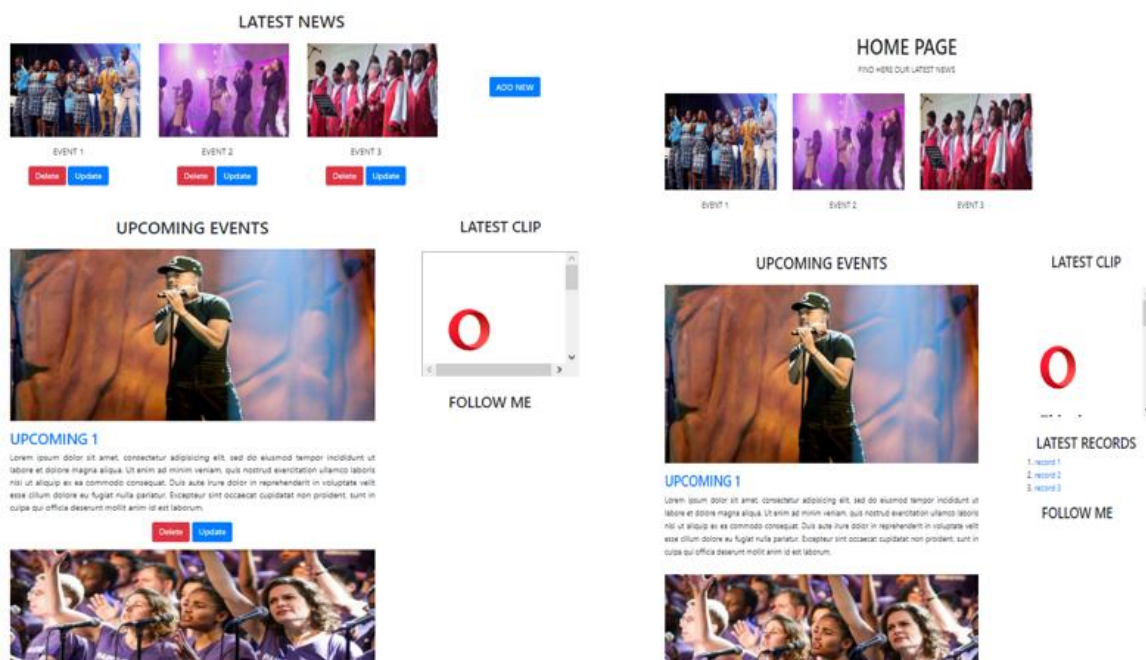 LATEST NEWS
ADD NEW
EVENT 1
EVENT 2
EVENT 3
Delete Update
Delete Update
Delete Update
UPCOMING EVENTS
LATEST CLIP
FOLLOW ME
UPCOMING 1
Lorem ipsum dolor sit amet, consectetur adipisicing elit, sed do eiusmod tempor incididunt ut
labore et dolore magna aliqua. Ut enim ad minim veniam, quis nostrud exercitation ullamco laboris
nisi ut aliquip ex ea commodo consequat. Duis aute irure dolor in reprehenderit in voluptate velit
esse cillum dolore eu fugiat nulla pariatur. Excepteur sint occaecat cupidatat non proident, sunt in
culpa qui officia deserunt mollit anim id est laborum.
Delete Update
HOME PAGE
FIND HERE OUR LATEST NEWS
EVENT 1
EVENT 2
EVENT 3
UPCOMING EVENTS
LATEST CLIP
LATEST RECORDS
1. record 1
2. record 2
3. record 3
FOLLOW ME
UPCOMING 1
Lorem ipsum dolor sit amet, consectetur adipisicing elit, sed do eiusmod tempor incididunt ut
labore et dolore magna aliqua. Ut enim ad minim veniam, quis nostrud exercitation ullamco laboris
nisi ut aliquip ex ea commodo consequat. Duis aute irure dolor in reprehenderit in voluptate velit
esse cillum dolore eu fugiat nulla pariatur. Excepteur sint occaecat cupidatat non proident, sunt in
culpa qui officia deserunt mollit anim id est laborum.